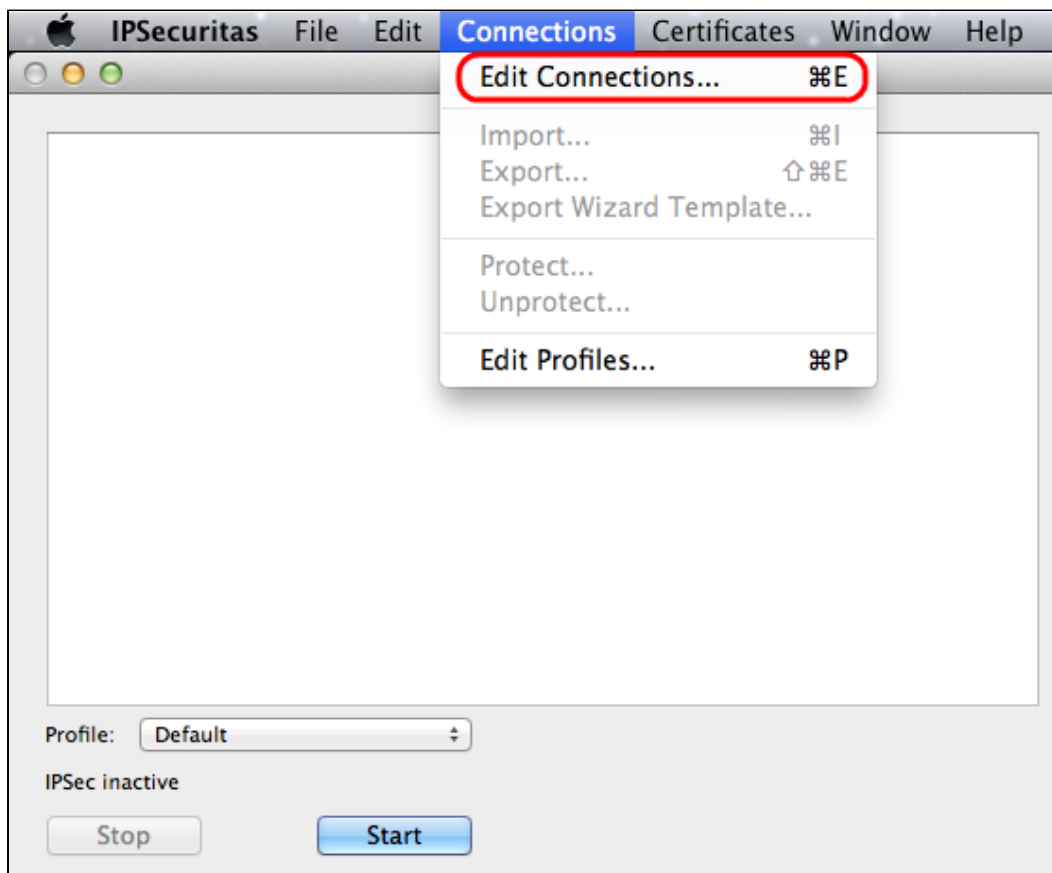 IPSecuritas File Edit Connections Certificates Window Help
Edit Connections... ⌘E
Import... ⌘I
Export... ⇧⌘E
Export Wizard Template...
Protect...
Unprotect...
Edit Profiles... ⌘P
Profile: Default
IPSec inactive
Stop Start